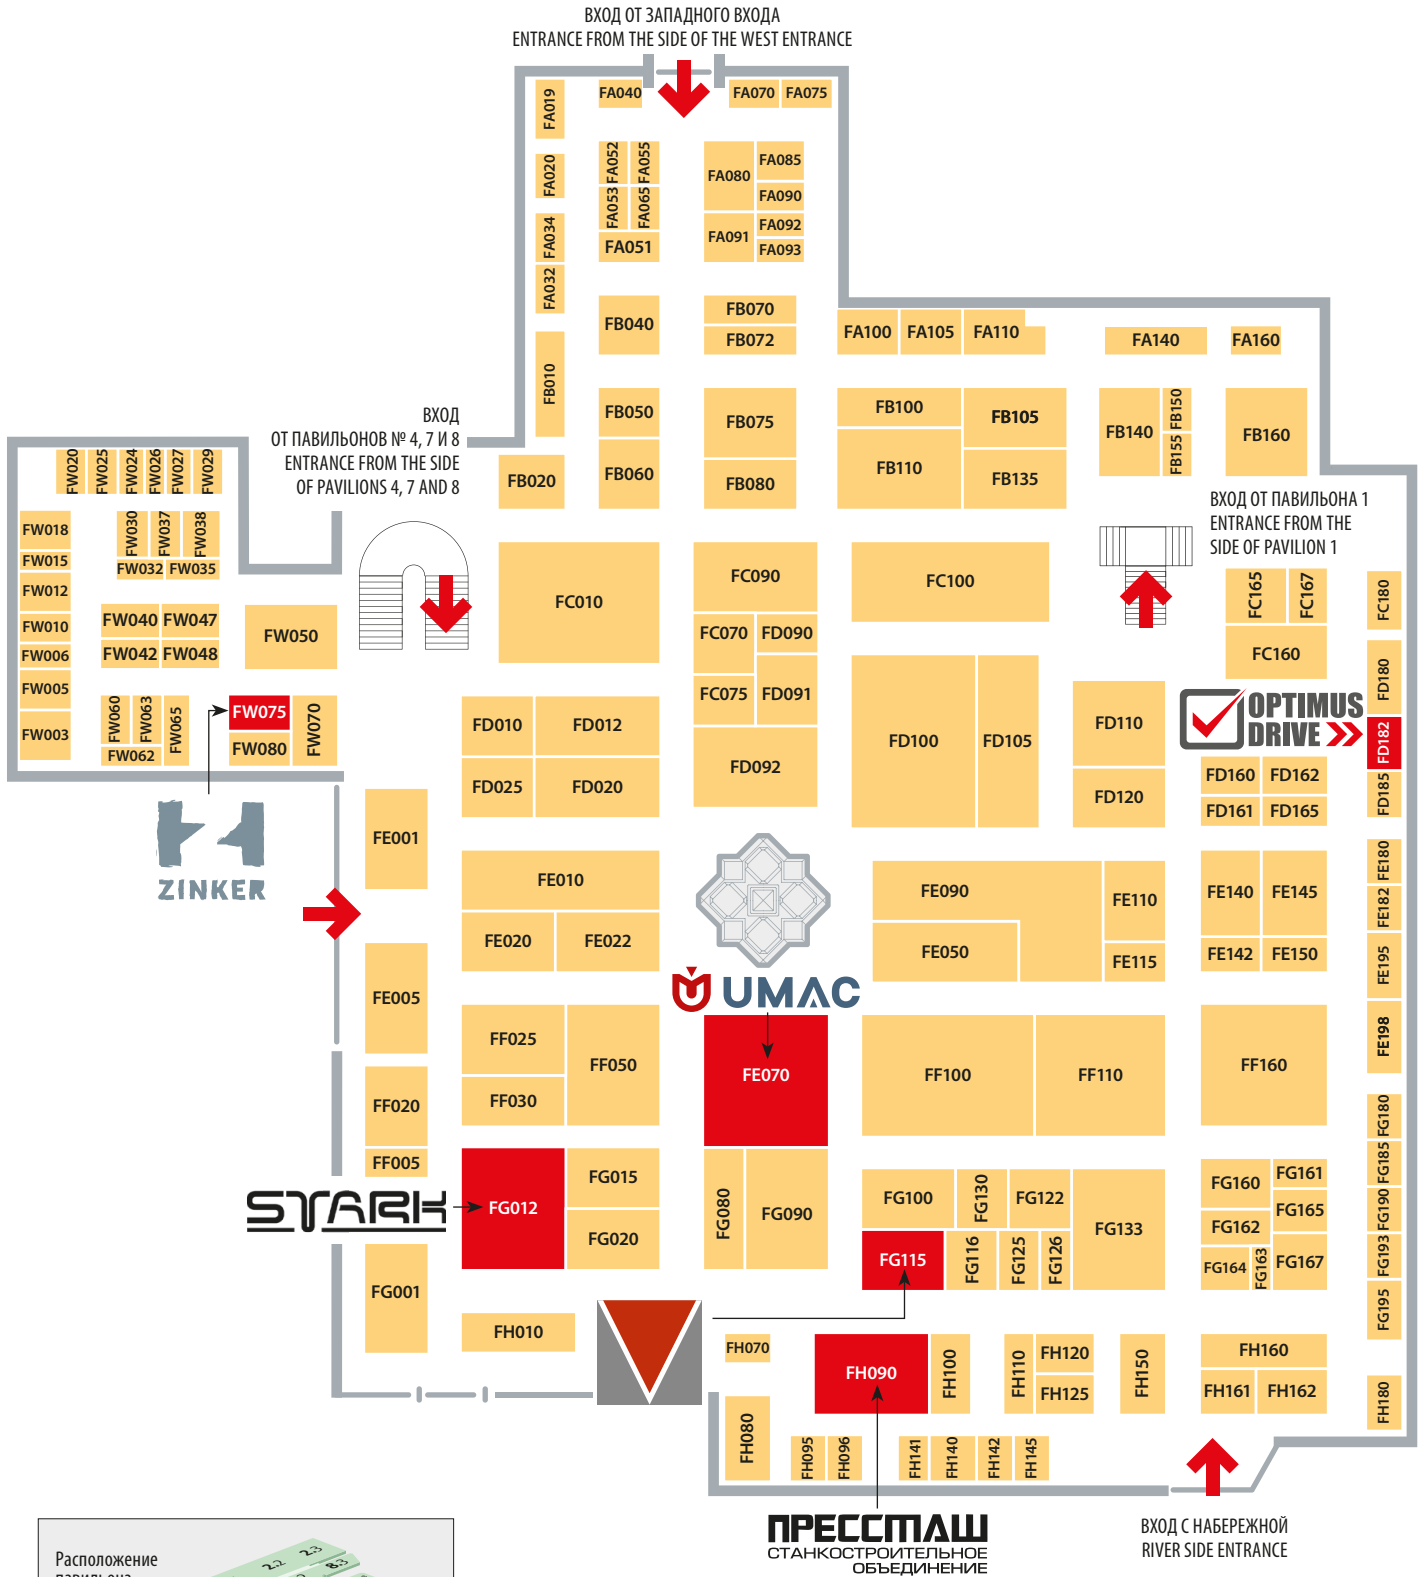 ВХОД ОТ ЗАПАДНОГО ВХОДА
ENTRANCE FROM THE SIDE OF THE WEST ENTRANCE
FA019
FA040
FA070
FA075
FA020
FA052
FA055
FA053
FA065
FA051
FA080
FA085
FA090
FA091
FA092
FA093
FA034
FA032
FB010
FB040
FB070
FB072
FA100
FA105
FA110
FA140
FA160
FB050
FB060
FB020
FB075
FB080
FB100
FB105
FB110
FB135
FB140
FB150
FB155
FB160
ВХОД
ОТ ПАВИЛЬОНОВ № 4, 7 И 8
ENTRANCE FROM THE SIDE
OF PAVILIONS 4, 7 AND 8
FW020
FW025
FW024
FW026
FW027
FW029
FW018
FW015
FW012
FW010
FW006
FW005
FW003
FW030
FW037
FW038
FW032
FW035
FW040
FW047
FW042
FW048
FW050
FW060
FW063
FW065
FW062
FW075
FW080
FW070
ZINKER
ВХОД ОТ ПАВИЛЬОНА 1
ENTRANCE FROM THE
SIDE OF PAVILION 1
FC010
FC090
FC070
FD090
FC075
FD091
FD092
FC100
FC165
FC167
FC160
FC180
FD180
FD182
FD185
OPTIMUS
DRIVE
FD010
FD012
FD025
FD020
FD100
FD105
FD110
FD120
FD160
FD162
FD161
FD165
FE001
FE010
FE020
FE022
FE005
FE090
FE050
FE110
FE115
FE140
FE145
FE142
FE150
FE180
FE182
FE195
FE198
UMAC
FE070
FF025
FF030
FF050
FF020
FF005
FF100
FF110
FF160
STARK
FG012
FG015
FG020
FG001
FG080
FG090
FG100
FG130
FG122
FG133
FG115
FG116
FG125
FG126
FG160
FG161
FG162
FG165
FG164
FG163
FG167
FG180
FG185
FG190
FG193
FG195
FH010
FH070
FH080
FH090
FH100
FH110
FH120
FH125
FH150
FH160
FH161
FH162
FH180
FH095
FH096
FH141
FH140
FH142
FH145
ПРЕССМАШ
СТАНКОСТРОИТЕЛЬНОЕ
ОБЪЕДИНЕНИЕ
ВХОД С НАБЕРЕЖНОЙ
RIVER SIDE ENTRANCE
Расположение
2.2
2.3
8.3